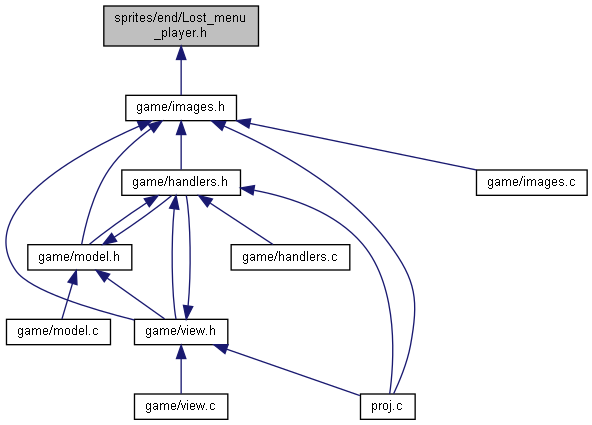 sprites/end/Lost_menu
_player.h
game/images.h
game/handlers.h
game/images.c
game/model.h
game/handlers.c
game/model.c
game/view.h
game/view.c
proj.c